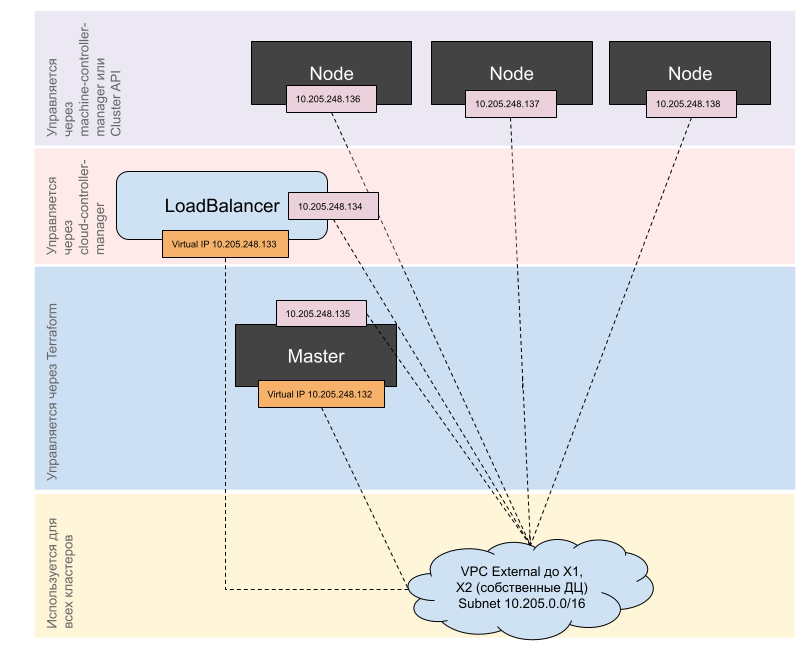 Управляется
через
machine-controller-
manager или
Cluster API
Node
10.205.248.136
Node
10.205.248.137
Node
10.205.248.138
Управляется
через
cloud-controller-
manager
LoadBalancer
10.205.248.134
Virtual IP 10.205.248.133
Управляется через Terraform
10.205.248.135
Master
Virtual IP 10.205.248.132
Используется для
всех кластеров
VPC External до X1,
X2 (собственные ДЦ)
Subnet 10.205.0.0/16